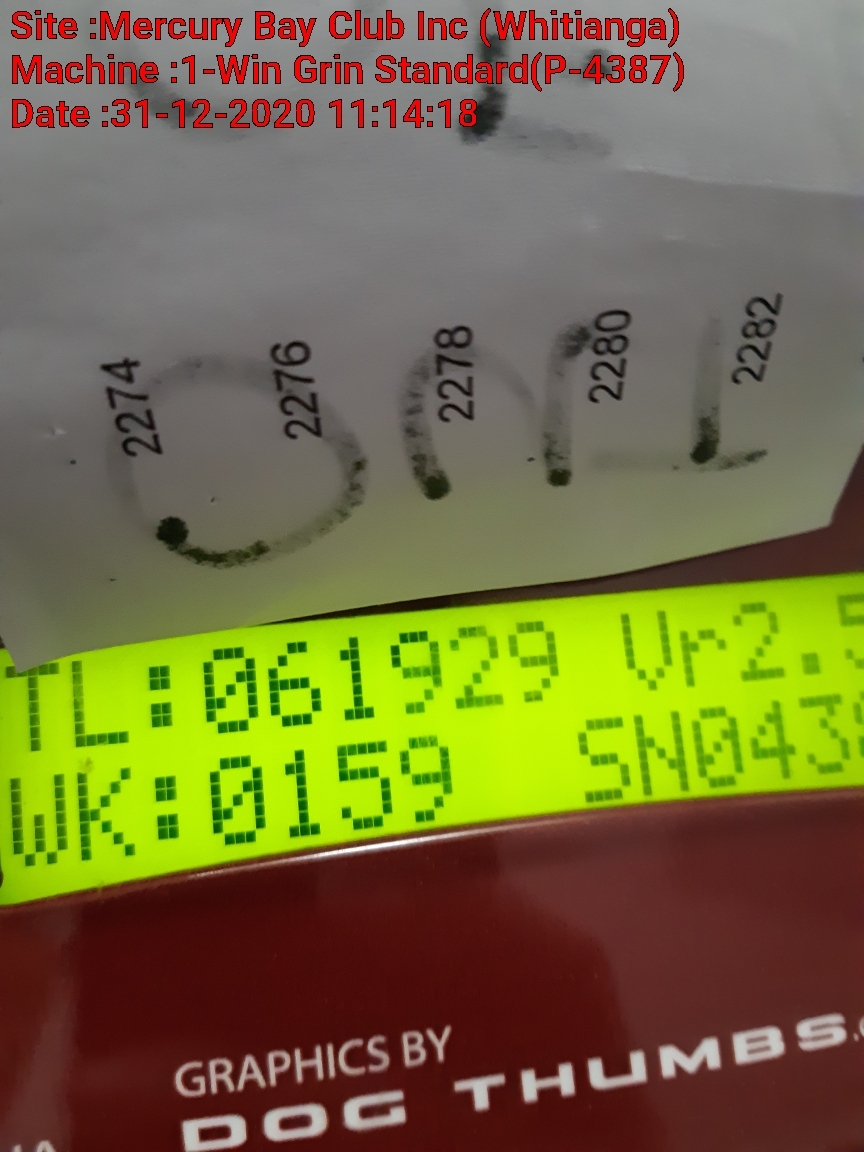 Site :Mercury Bay Club Inc (Whitianga)
Machine :1-Win Grin Standard(P-4387)
Date :31-12-2020 11:14:18
2274 2276 2278 2280 2282
TL:061929 Vr2.5
WK:0159 SN043
GRAPHICS BY
DOG THUMBS